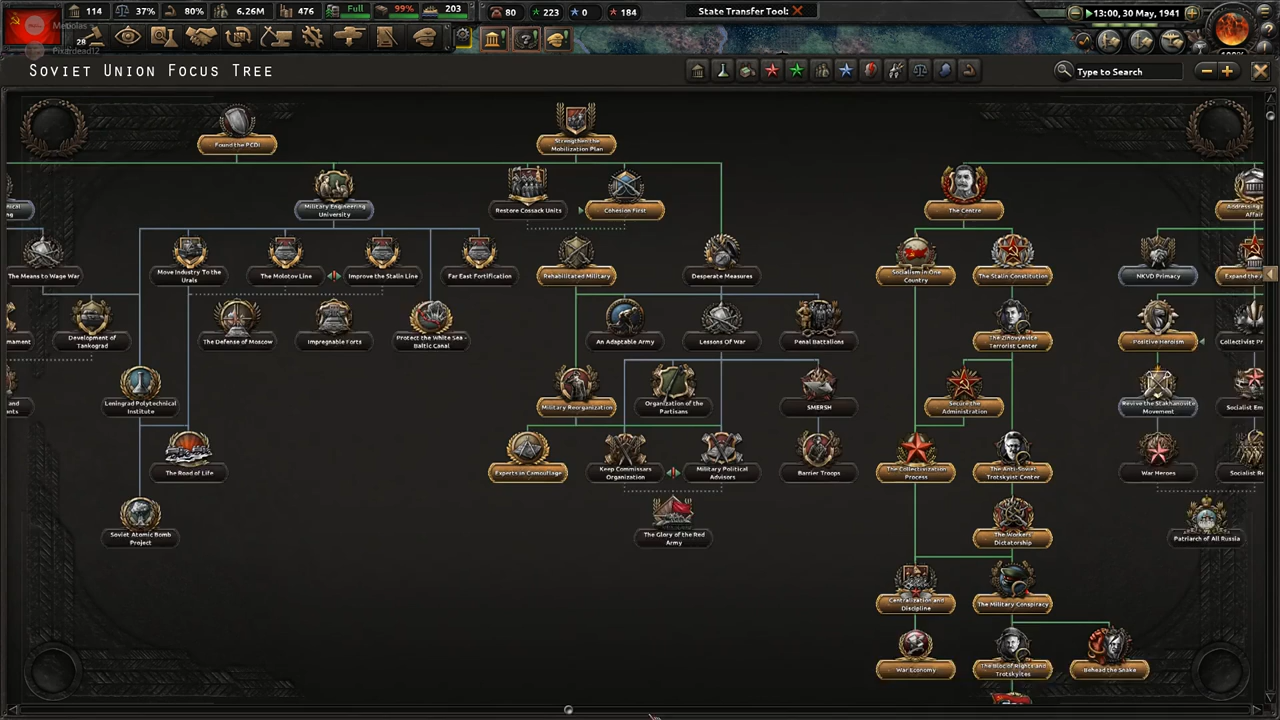 114 37% 80% 6.26M 476 Full 99% 203 80 223 0 184 State Transfer Tool: 13:00, 30 May, 1941
28
Pixardead12
SOVIET UNION FOCUS TREE
Type to Search
Found the PCDI
Strengthen the
Mobilization Plan
Military Engineering
University
Restore Cossack Units
Cohesion First
The Centre
The Means to Wage War
Move Industry To the
Urals
The Molotov Line
Improve the Stalin Line
Far East Fortification
Rehabilitated Military
Desperate Measures
Socialism in One
Country
The Stalin Constitution
NKVD Primacy
Development of
Tankograd
The Defense of Moscow
Impregnable Forts
Protect the White Sea -
Baltic Canal
An Adaptable Army
Lessons Of War
Penal Battalions
The Zinovyevite
Terrorist Center
Positive Heroism
Leningrad Polytechnical
Institute
Military Reorganization
Organization of the
Partisans
SMERSH
Secure the
Administration
Revive the Stakhanovite
Movement
The Road of Life
Experts in Camouflage
Keep Commissars
Organization
Military Political
Advisors
Barrier Troops
The Collectivization
Process
The Anti-Soviet
Trotskyist Center
War Heroes
Soviet Atomic Bomb
Project
The Glory of the Red
Army
The Workers
Dictatorship
Patriarch of All Russia
Centralization and
Discipline
The Military Conspiracy
War Economy
The Bloc of Rights and
Trotskyites
Behead the Snake